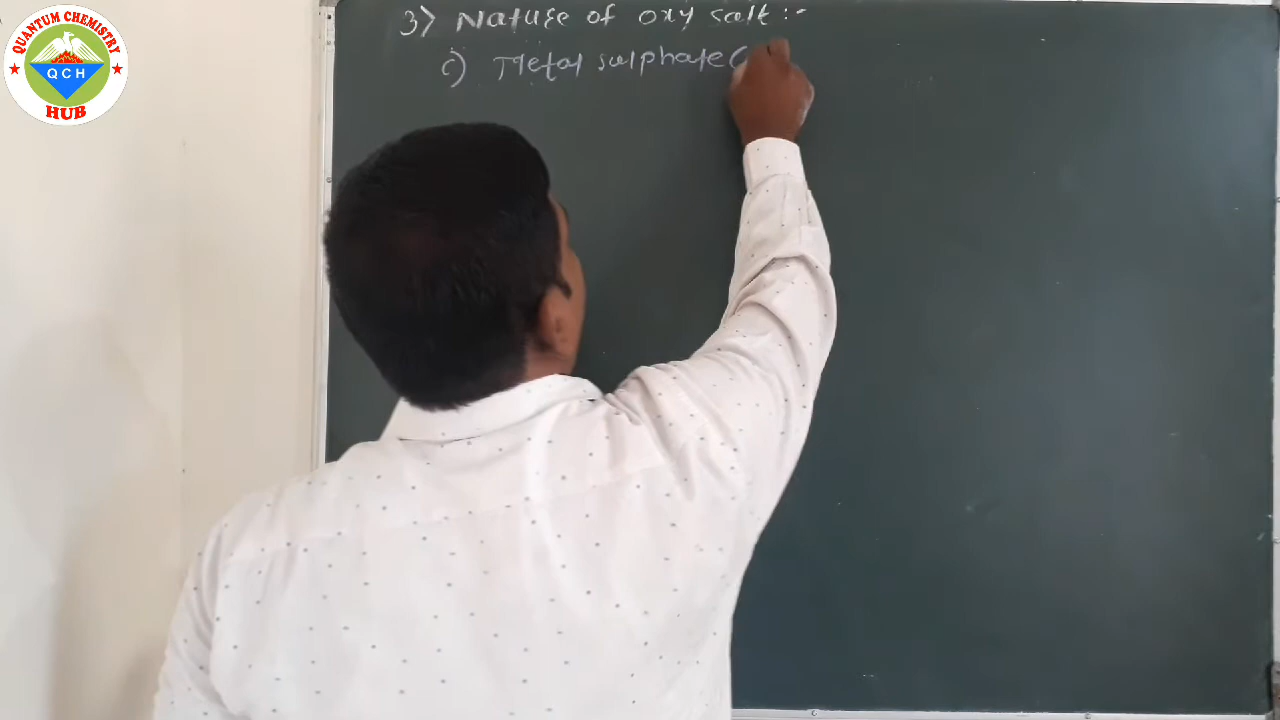 QUANTUM CHEMISTRY
QCH
HUB
3) Nature of oxy salt :-
c) Metal sulphate (